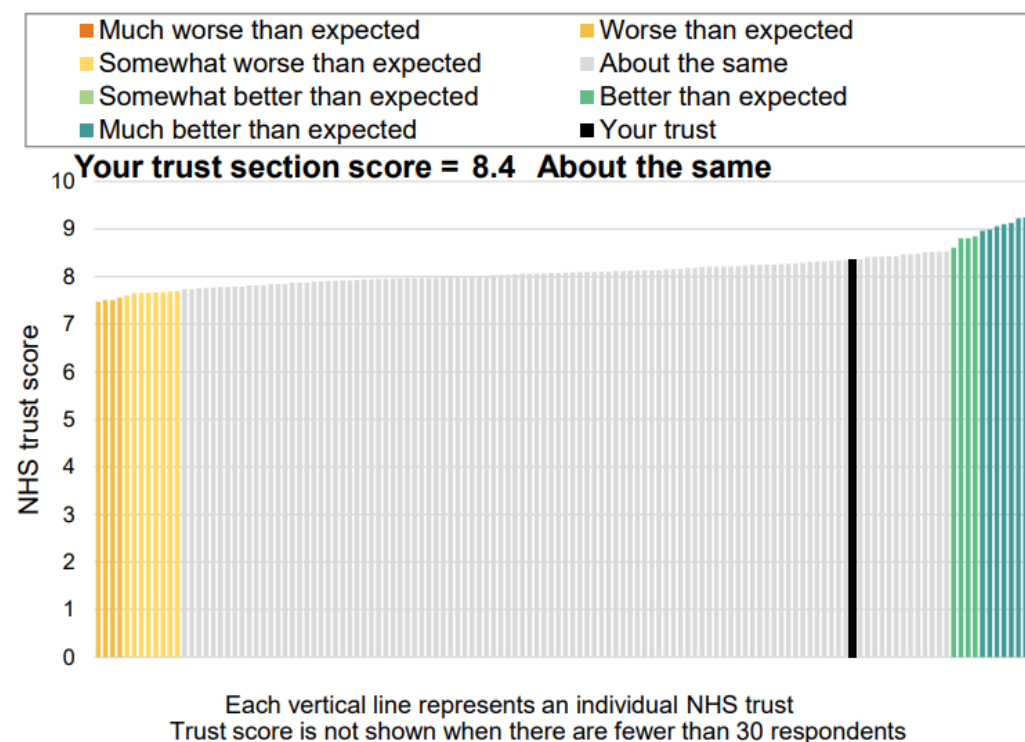 Much worse than expected Worse than expected
Somewhat worse than expected About the same
Somewhat better than expected Better than expected
Much better than expected Your trust
Your trust section score = 8.4 About the same
10
9
8
7
6
5
4
3
2
1
0
NHS trust score
Each vertical line represents an individual NHS trust
Trust score is not shown when there are fewer than 30 respondents